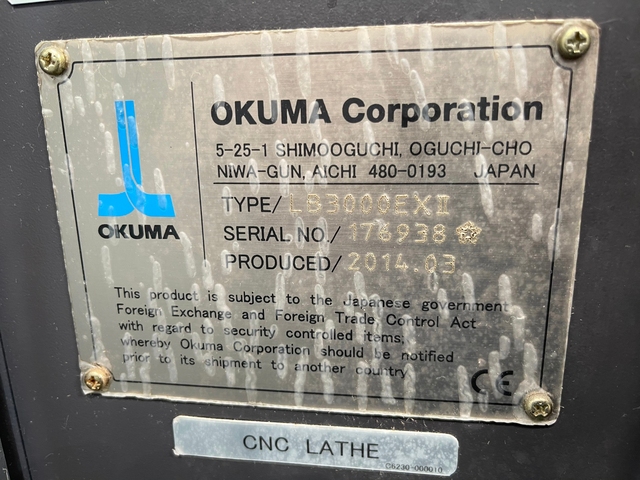 OKUMA Corporation
5-25-1 SHIMOOGUCHI, OGUCHI-CHO
NIWA-GUN, AICHI 480-0193 JAPAN
OKUMA
TYPE/ LB3000EXII
SERIAL NO./ 176938
PRODUCED/ 2014.03
This product is subject to the Japanese government
Foreign Exchange and Foreign Trade Control Act
with regard to security controlled items;
whereby Okuma Corporation should be notified
prior to its shipment to another country
CE
CNC LATHE
C6230-000010